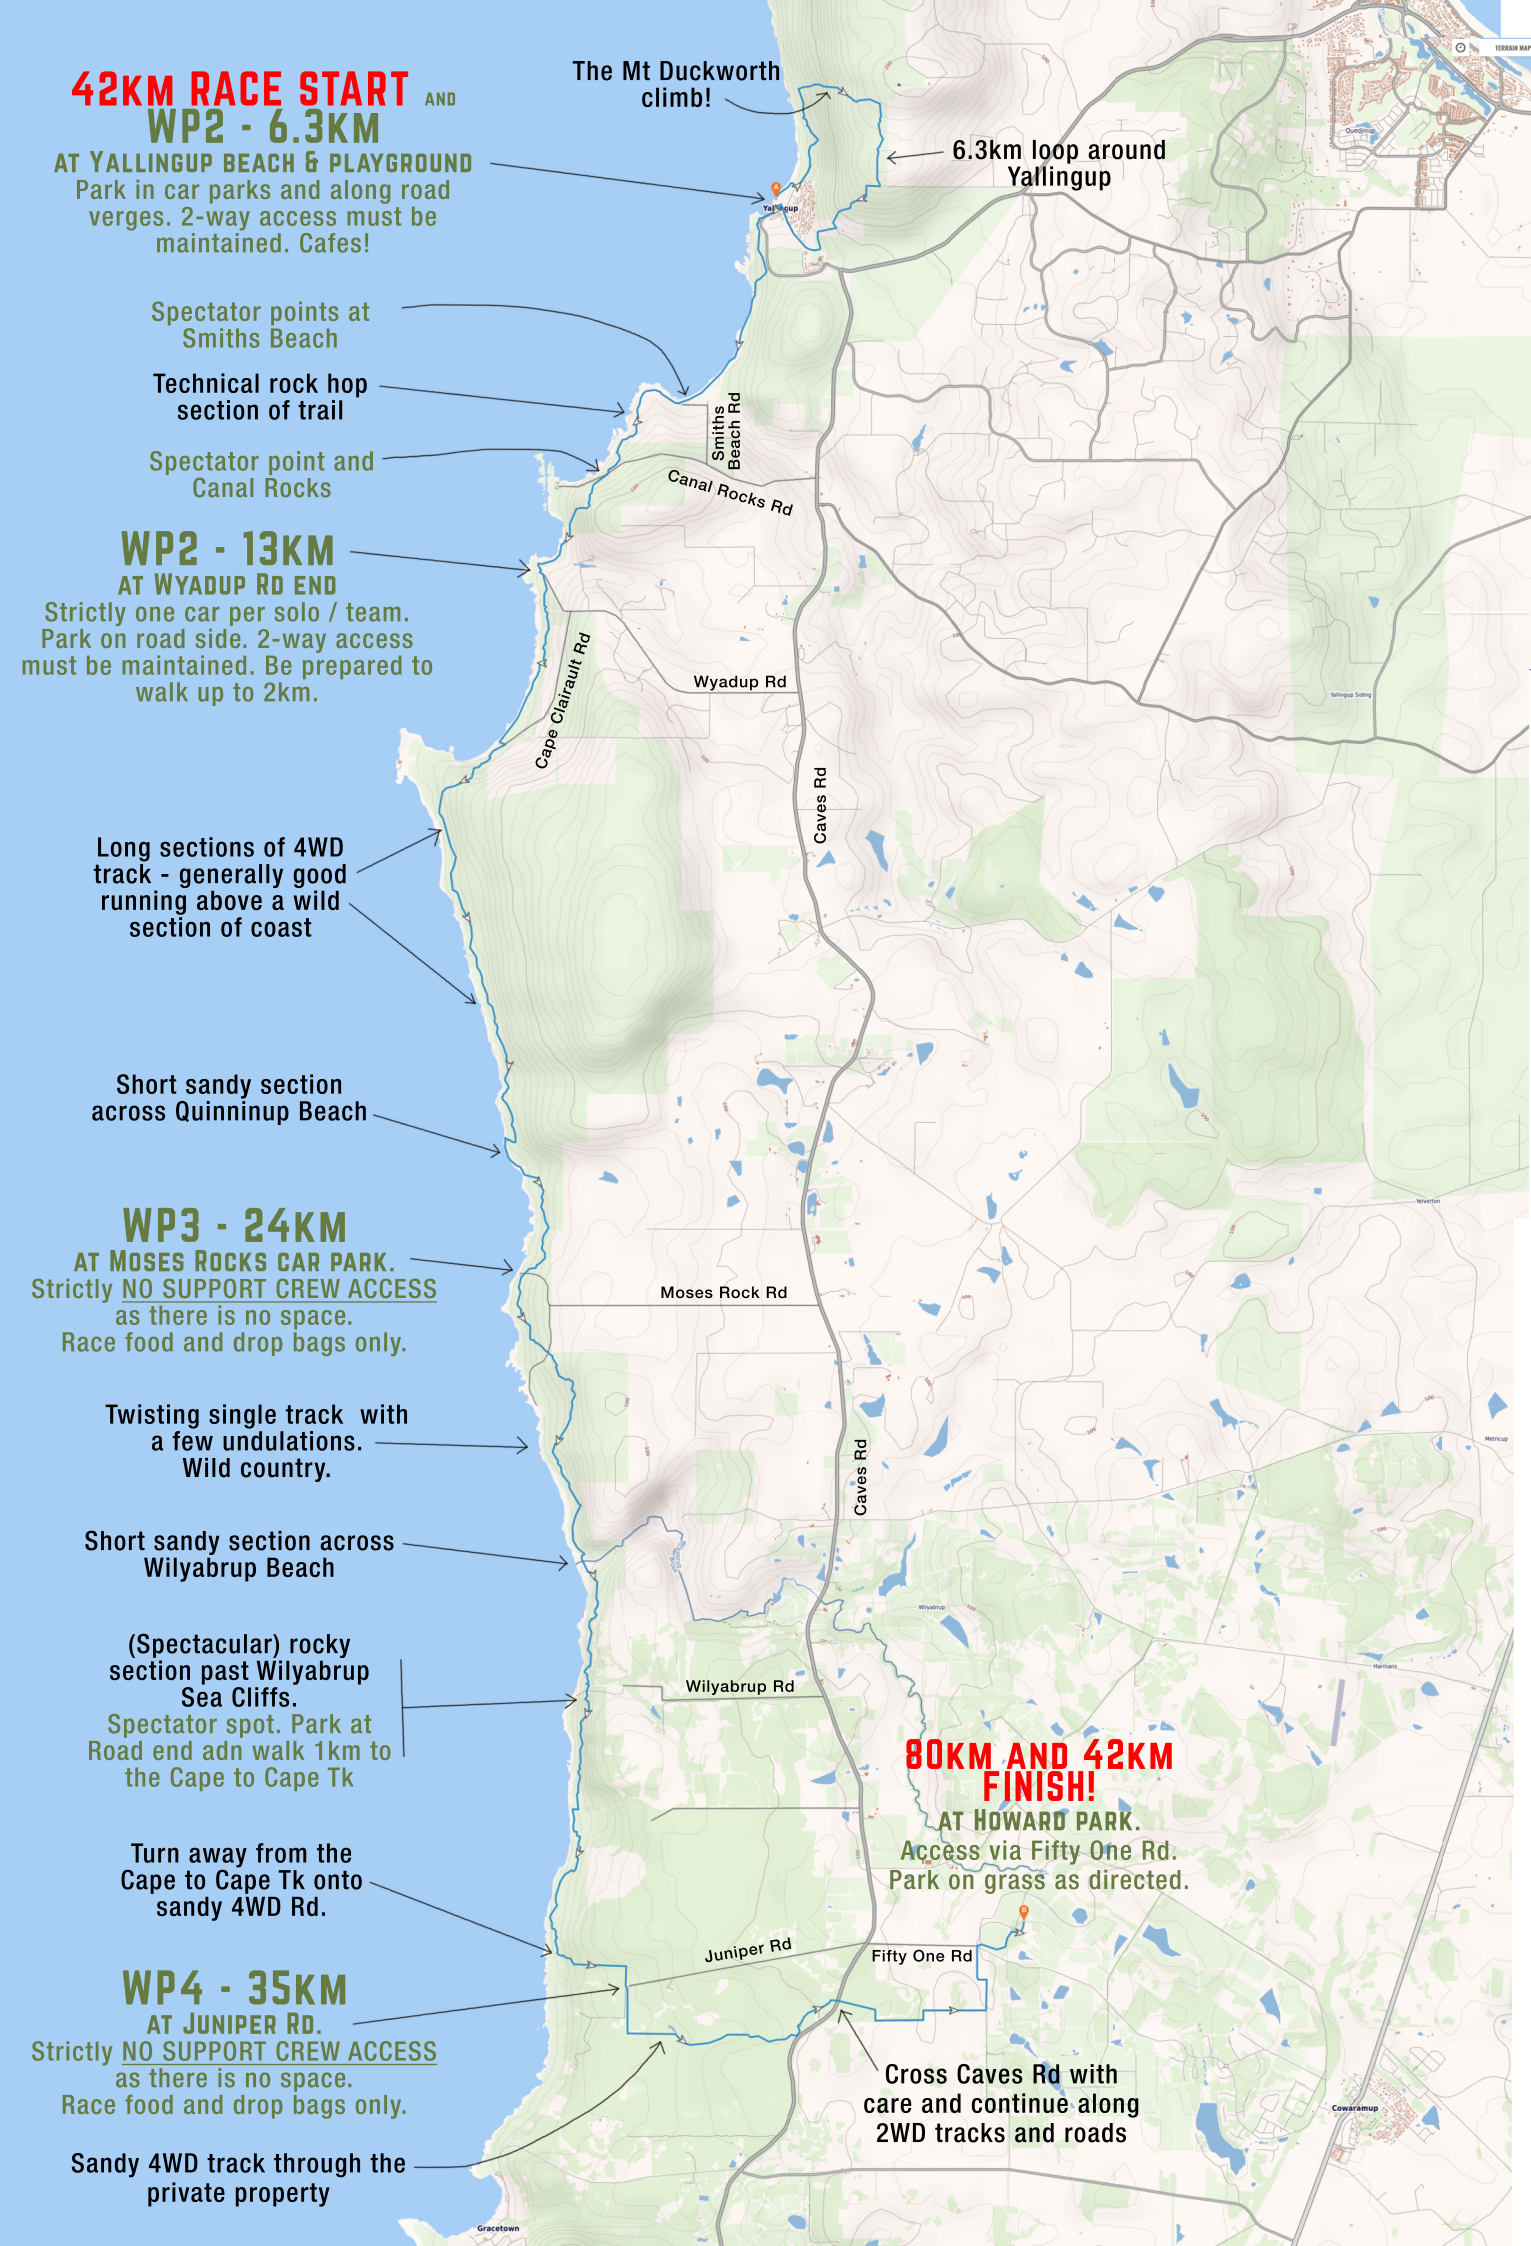 42KM RACE START AND
WP2 - 6.3KM
AT YALLINGUP BEACH & PLAYGROUND
Park in car parks and along road
verges. 2-way access must be
maintained. Cafes!
The Mt Duckworth
climb!
6.3km loop around
Yallingup
TERRAIN MAP
Quedjinup
A
Spectator points at
Smiths Beach
Technical rock hop
section of trail
Spectator point and
Canal Rocks
Smiths
Beach Rd
Canal Rocks Rd
WP2 - 13KM
AT WYADUP RD END
Strictly one car per solo / team.
Park on road side. 2-way access
must be maintained. Be prepared to
walk up to 2km.
Cape Clairault Rd
Wyadup Rd
Yallingup Siding
Caves Rd
Long sections of 4WD
track - generally good
running above a wild
section of coast
Short sandy section
across Quinninup Beach
Yelverton
WP3 - 24KM
AT MOSES ROCKS CAR PARK.
Strictly NO SUPPORT CREW ACCESS
as there is no space.
Race food and drop bags only.
Moses Rock Rd
Twisting single track with
a few undulations.
Wild country.
Metricup
Caves Rd
Short sandy section across
Wilyabrup Beach
Wilyabrup
(Spectacular) rocky
section past Wilyabrup
Sea Cliffs.
Spectator spot. Park at
Road end adn walk 1km to
the Cape to Cape Tk
Harmans
Wilyabrup Rd
80KM AND 42KM
FINISH!
AT HOWARD PARK.
Access via Fifty One Rd.
Park on grass as directed.
B
Turn away from the
Cape to Cape Tk onto
sandy 4WD Rd.
Juniper Rd
Fifty One Rd
WP4 - 35KM
AT JUNIPER RD.
Strictly NO SUPPORT CREW ACCESS
as there is no space.
Race food and drop bags only.
Cross Caves Rd with
care and continue along
2WD tracks and roads
Cowaramup
Sandy 4WD track through the
private property
Gracetown